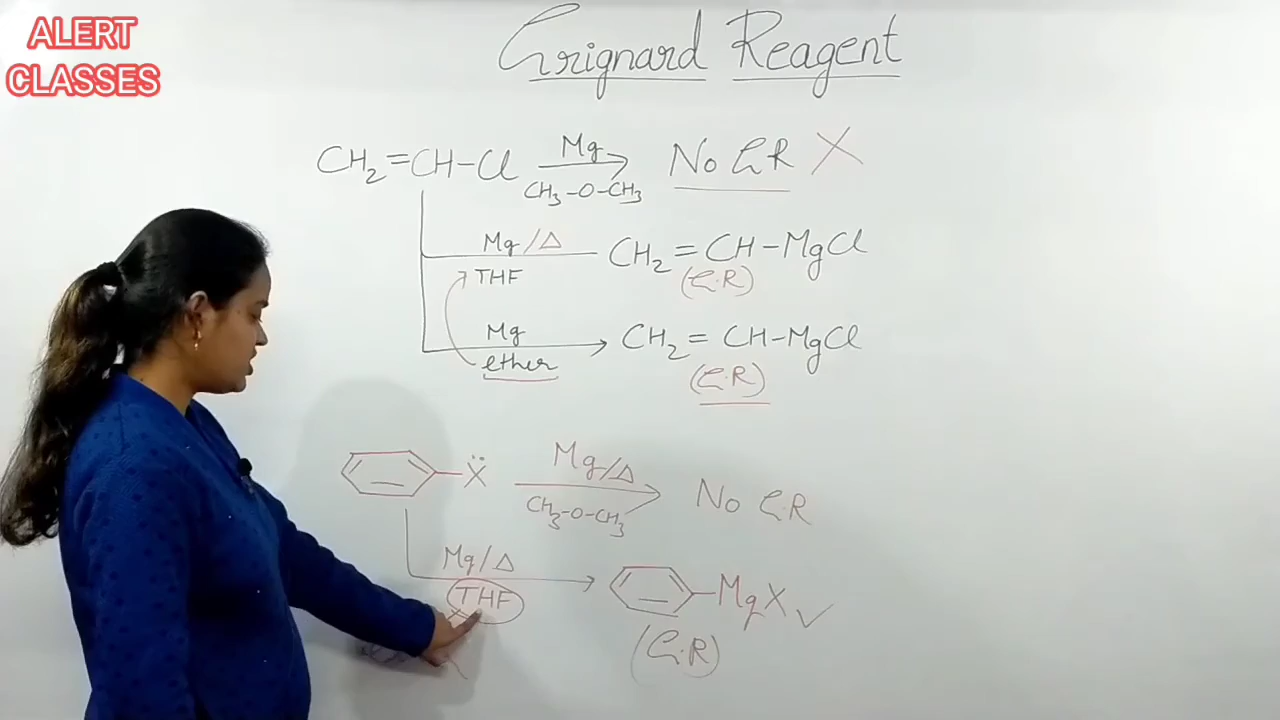 ALERT
CLASSES
Grignard Reagent
CH₂=CH-Cl Mg CH₃-O-CH₃ No GR X
Mg/Δ THF CH₂=CH-MgCl
(G.R)
Mg ether CH₂=CH-MgCl
(G.R)
Ẍ Mg/Δ CH₃-O-CH₃ No GR
Mg/Δ THF MgX ✓
(G.R)